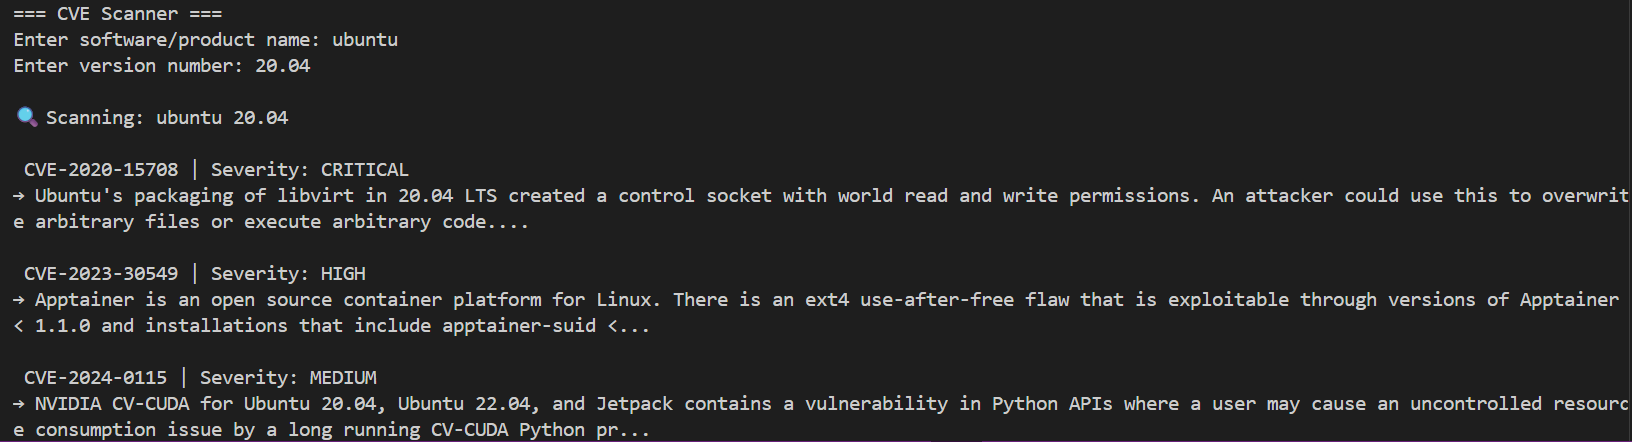 === CVE Scanner ===
Enter software/product name: ubuntu
Enter version number: 20.04
Scanning: ubuntu 20.04
CVE-2020-15708 | Severity: CRITICAL
→ Ubuntu's packaging of libvirt in 20.04 LTS created a control socket with world read and write permissions. An attacker could use this to overwrit
e arbitrary files or execute arbitrary code....
CVE-2023-30549 | Severity: HIGH
→ Apptainer is an open source container platform for Linux. There is an ext4 use-after-free flaw that is exploitable through versions of Apptainer
< 1.1.0 and installations that include apptainer-suid <...
CVE-2024-0115 | Severity: MEDIUM
→ NVIDIA CV-CUDA for Ubuntu 20.04, Ubuntu 22.04, and Jetpack contains a vulnerability in Python APIs where a user may cause an uncontrolled resourc
e consumption issue by a long running CV-CUDA Python pr...